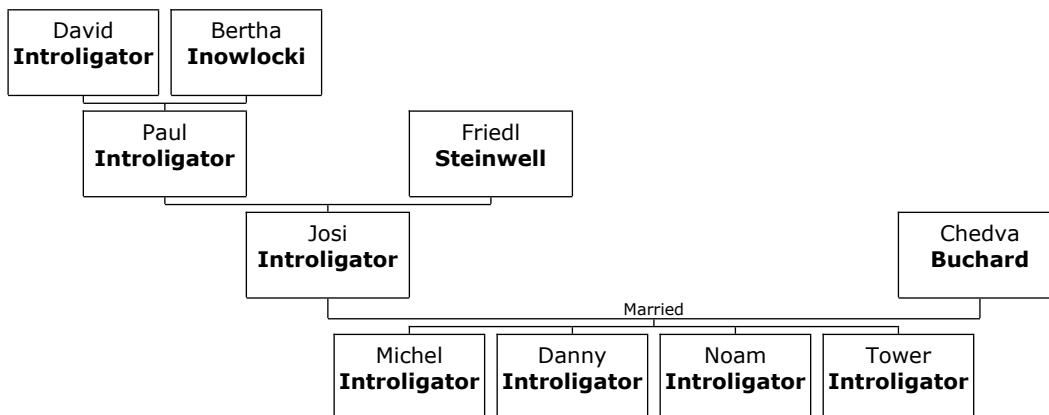 David
Introligator
Bertha
Inowlocki
Paul
Introligator
Friedl
Steinwell
Josi
Introligator
Chedva
Buchard
Married
Michel
Introligator
Danny
Introligator
Noam
Introligator
Tower
Introligator